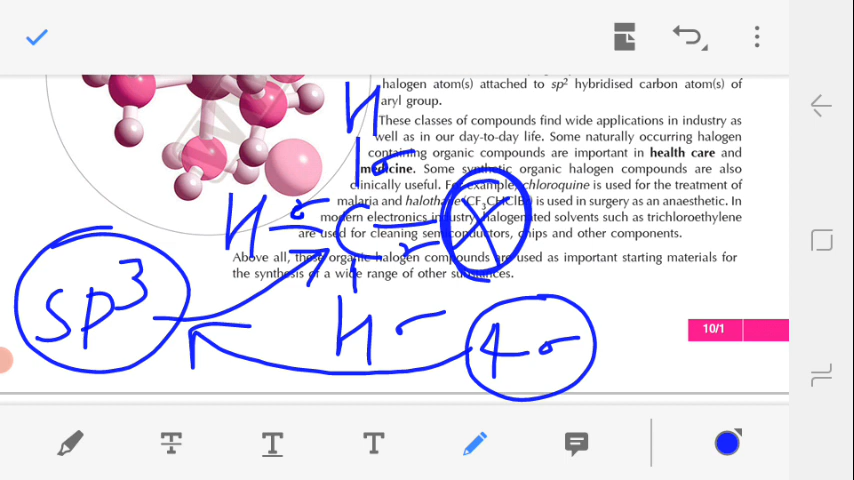 halogen atom(s) attached to sp² hybridised carbon atom(s) of
aryl group.
These classes of compounds find wide applications in industry as
well as in our day-to-day life. Some naturally occurring halogen
containing organic compounds are important in health care and
medicine. Some synthetic organic halogen compounds are also
clinically useful. For example, chloroquine is used for the treatment of
malaria and halothane (CF₃CHClBr) is used in surgery as an anaesthetic. In
modern electronics industry, halogenated solvents such as trichloroethylene
are used for cleaning semiconductors, chips and other components.
Above all, these organic halogen compounds are used as important starting materials for
the synthesis of a wide range of other substances.
H
σ
H σ C σ X
H σ
sp³
4 σ
10/1
T T T